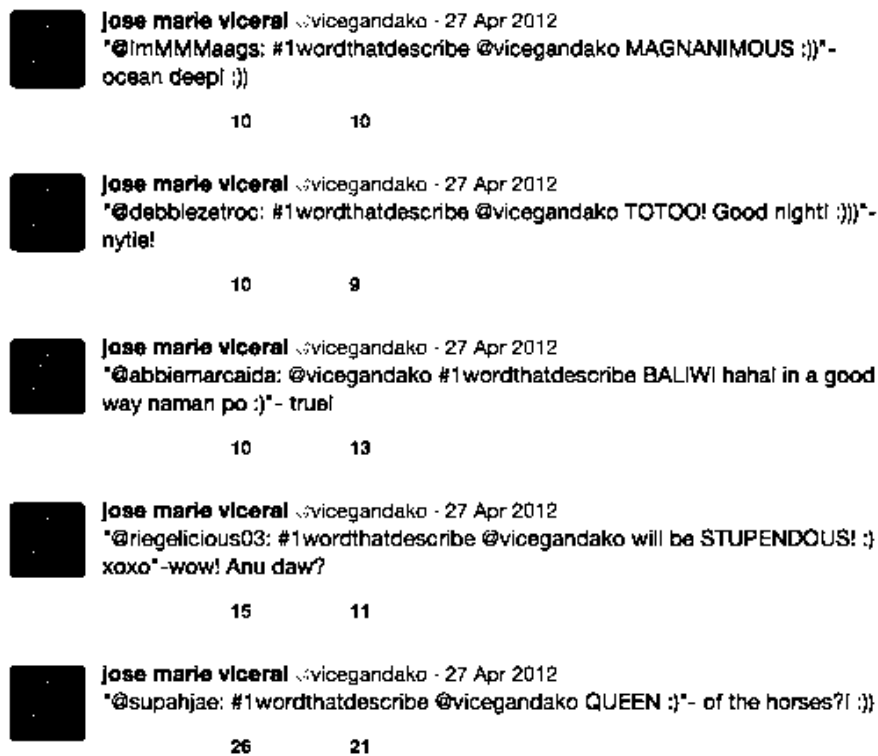 jose marie viceral @vicegandako · 27 Apr 2012
"@ImMMMaags: #1wordthatdescribe @vicegandako MAGNANIMOUS :))"-
ocean deep! :))
10 10
jose marie viceral @vicegandako · 27 Apr 2012
"@debbiezetroc: #1wordthatdescribe @vicegandako TOTOO! Good night! :)))"-
nytie!
10 9
jose marie viceral @vicegandako · 27 Apr 2012
"@abbiemarcaida: @vicegandako #1wordthatdescribe BALIW! haha! in a good
way naman po :)"- true!
10 13
jose marie viceral @vicegandako · 27 Apr 2012
"@riegelicious03: #1wordthatdescribe @vicegandako will be STUPENDOUS! :)
xoxo"-wow! Anu daw?
15 11
jose marie viceral @vicegandako · 27 Apr 2012
"@supahjae: #1wordthatdescribe @vicegandako QUEEN :)"- of the horses?! :))
26 21